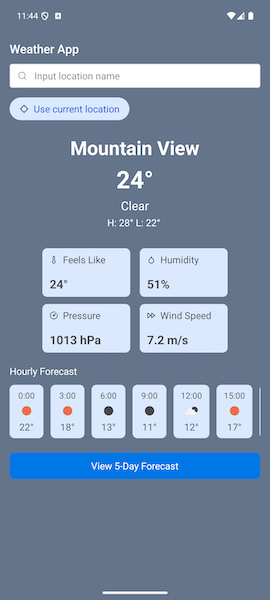 11:44
Weather App
Input location name
Use current location
Mountain View
24°
Clear
H: 28° L: 22°
Feels Like
24°
Humidity
51%
Pressure
1013 hPa
Wind Speed
7.2 m/s
Hourly Forecast
0:00 3:00 6:00 9:00 12:00 15:00
22° 18° 13° 11° 12° 17°
View 5-Day Forecast